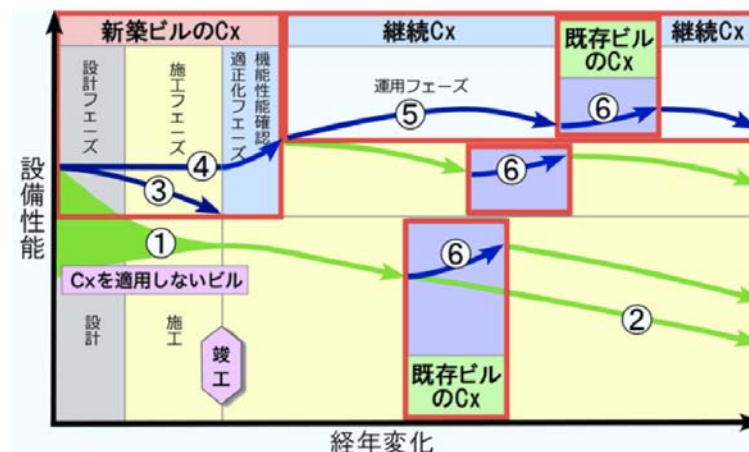 新築ビルのCx
継続Cx
既存ビル
のCx
継続Cx
設計フェーズ
施工フェーズ
機能性能確認
適正化フェーズ
運用フェーズ
⑤
⑥
④
③
⑥
①
⑥
②
Cxを適用しないビル
設計
施工
竣工
既存ビル
のCx
設備性能
経年変化